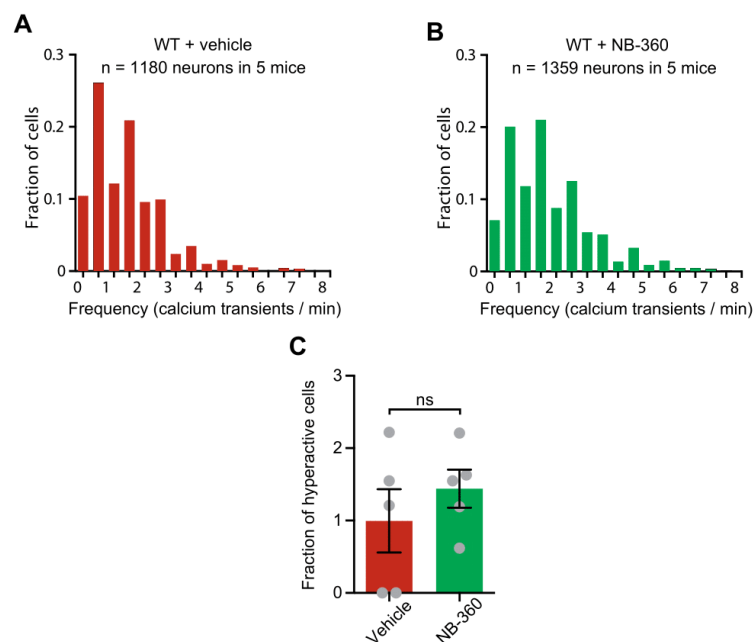 A
WT + vehicle
n = 1180 neurons in 5 mice
0.3
0.2
0.1
0
Fraction of cells
0 1 2 3 4 5 6 7 8
Frequency (calcium transients / min)
B
WT + NB-360
n = 1359 neurons in 5 mice
0.3
0.2
0.1
0
Fraction of cells
0 1 2 3 4 5 6 7 8
Frequency (calcium transients / min)
C
3
2
1
0
Fraction of hyperactive cells
ns
Vehicle
NB-360